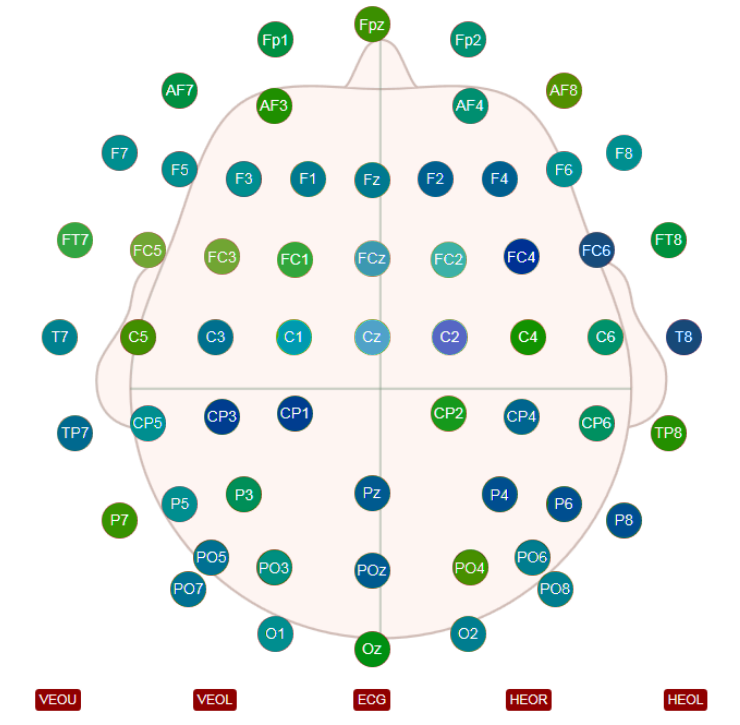 Fpz
Fp1 Fp2
AF7 AF8
AF3 AF4
F7 F8
F5 F3 F1 Fz F2 F4 F6
FT7 FT8
FC5 FC3 FC1 FCz FC2 FC4 FC6
T7 C5 C3 C1 Cz C2 C4 C6 T8
CP5 CP3 CP1 CP2 CP4 CP6
TP7 TP8
P5 P3 Pz P4 P6
P7 P8
PO5 PO3 POz PO4 PO6
PO7 PO8
O1 O2
Oz
VEOU VEOL ECG HEOR HEOL